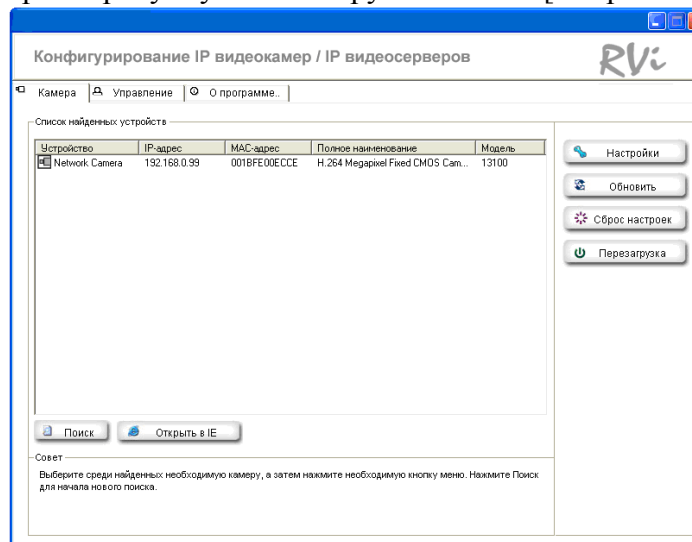 Конфигурирование IP видеокамер / IP видеосерверов
RVi
Камера Управление О программе..
Список найденных устройств
Устройство IP-адрес MAC-адрес Полное наименование Модель
Network Camera 192.168.0.99 001BFE00ECCE H.264 Megapixel Fixed CMOS Cam... 13100
Настройки
Обновить
Сброс настроек
Перезагрузка
Поиск Открыть в IE
Совет
Выберите среди найденных необходимую камеру, а затем нажмите необходимую кнопку меню. Нажмите Поиск
для начала нового поиска.